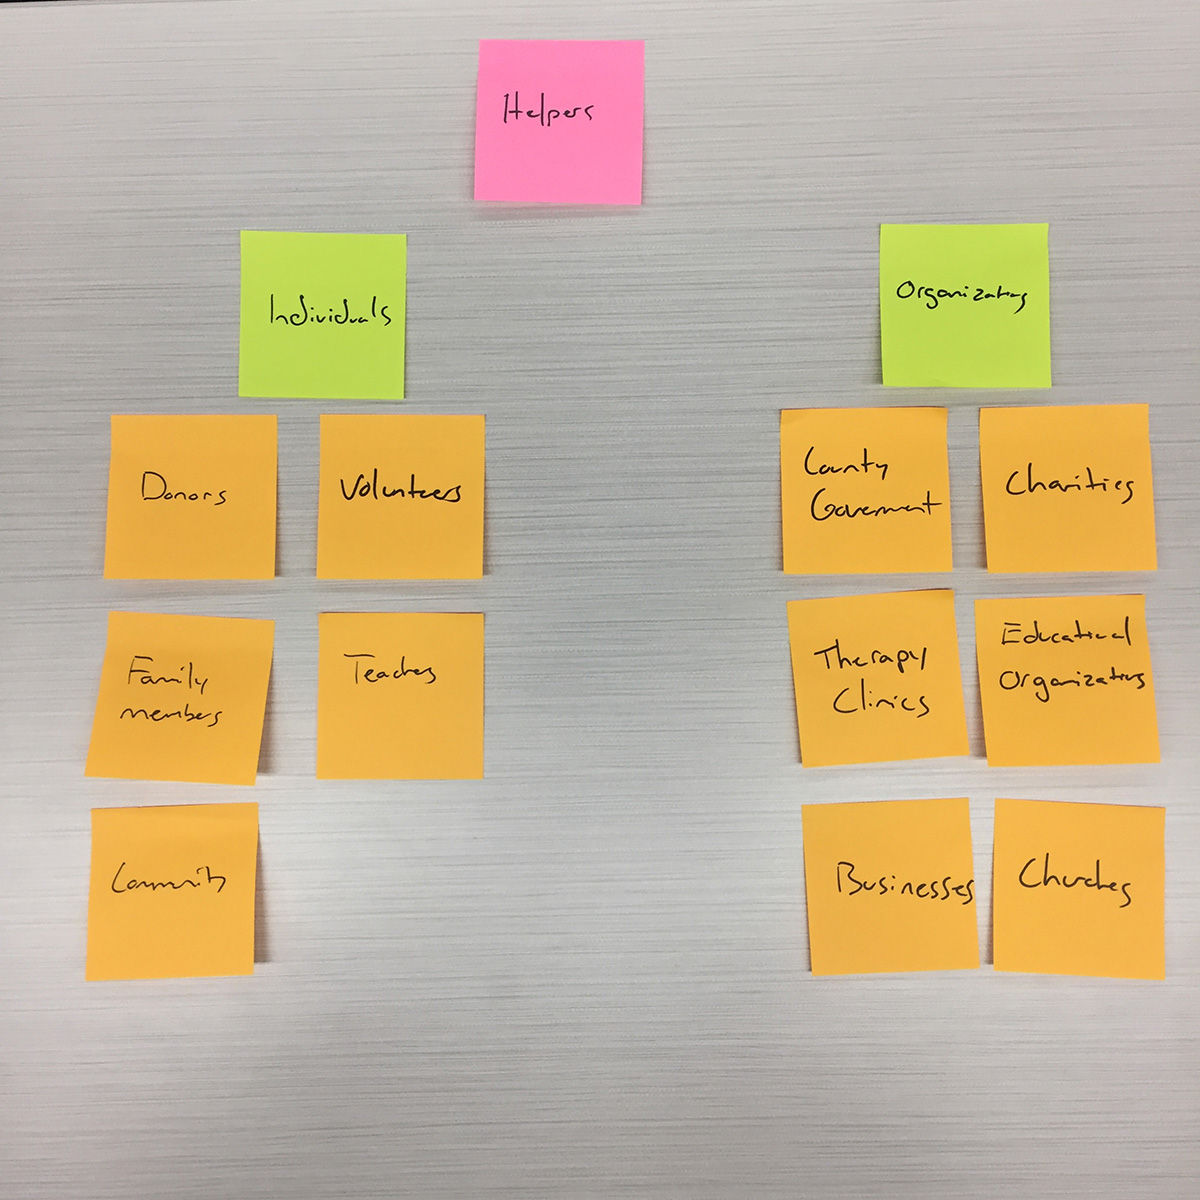 Helpers
Individuals
Organizations
Donors
Volunteers
County
Government
Charities
Family
members
Teachers
Therapy
Clinics
Educational
Organizations
Community
Businesses
Churches